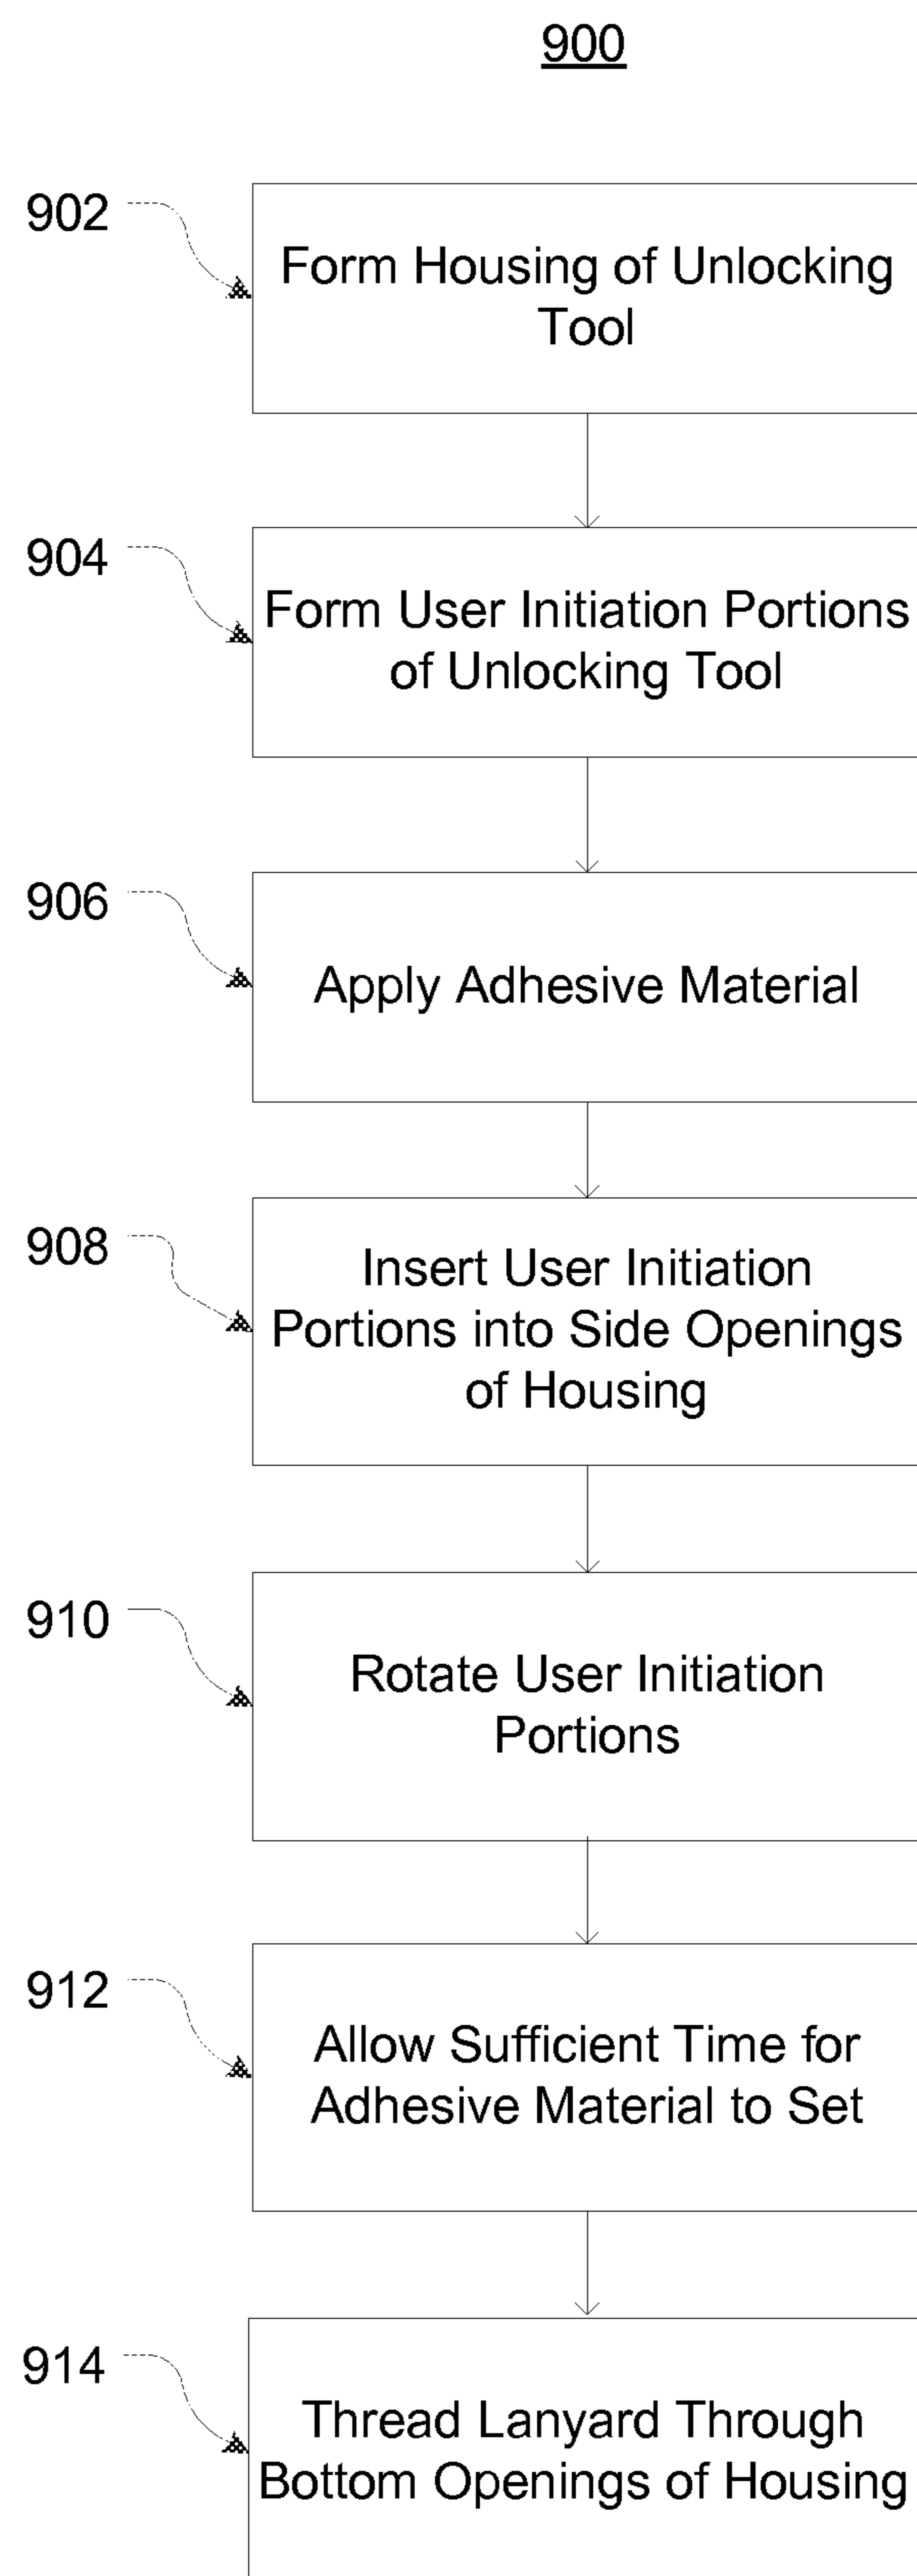 900
902
Form Housing of Unlocking
Tool
904
Form User Initiation Portions
of Unlocking Tool
906
Apply Adhesive Material
908
Insert User Initiation
Portions into Side Openings
of Housing
910
Rotate User Initiation
Portions
912
Allow Sufficient Time for
Adhesive Material to Set
914
Thread Lanyard Through
Bottom Openings of Housing